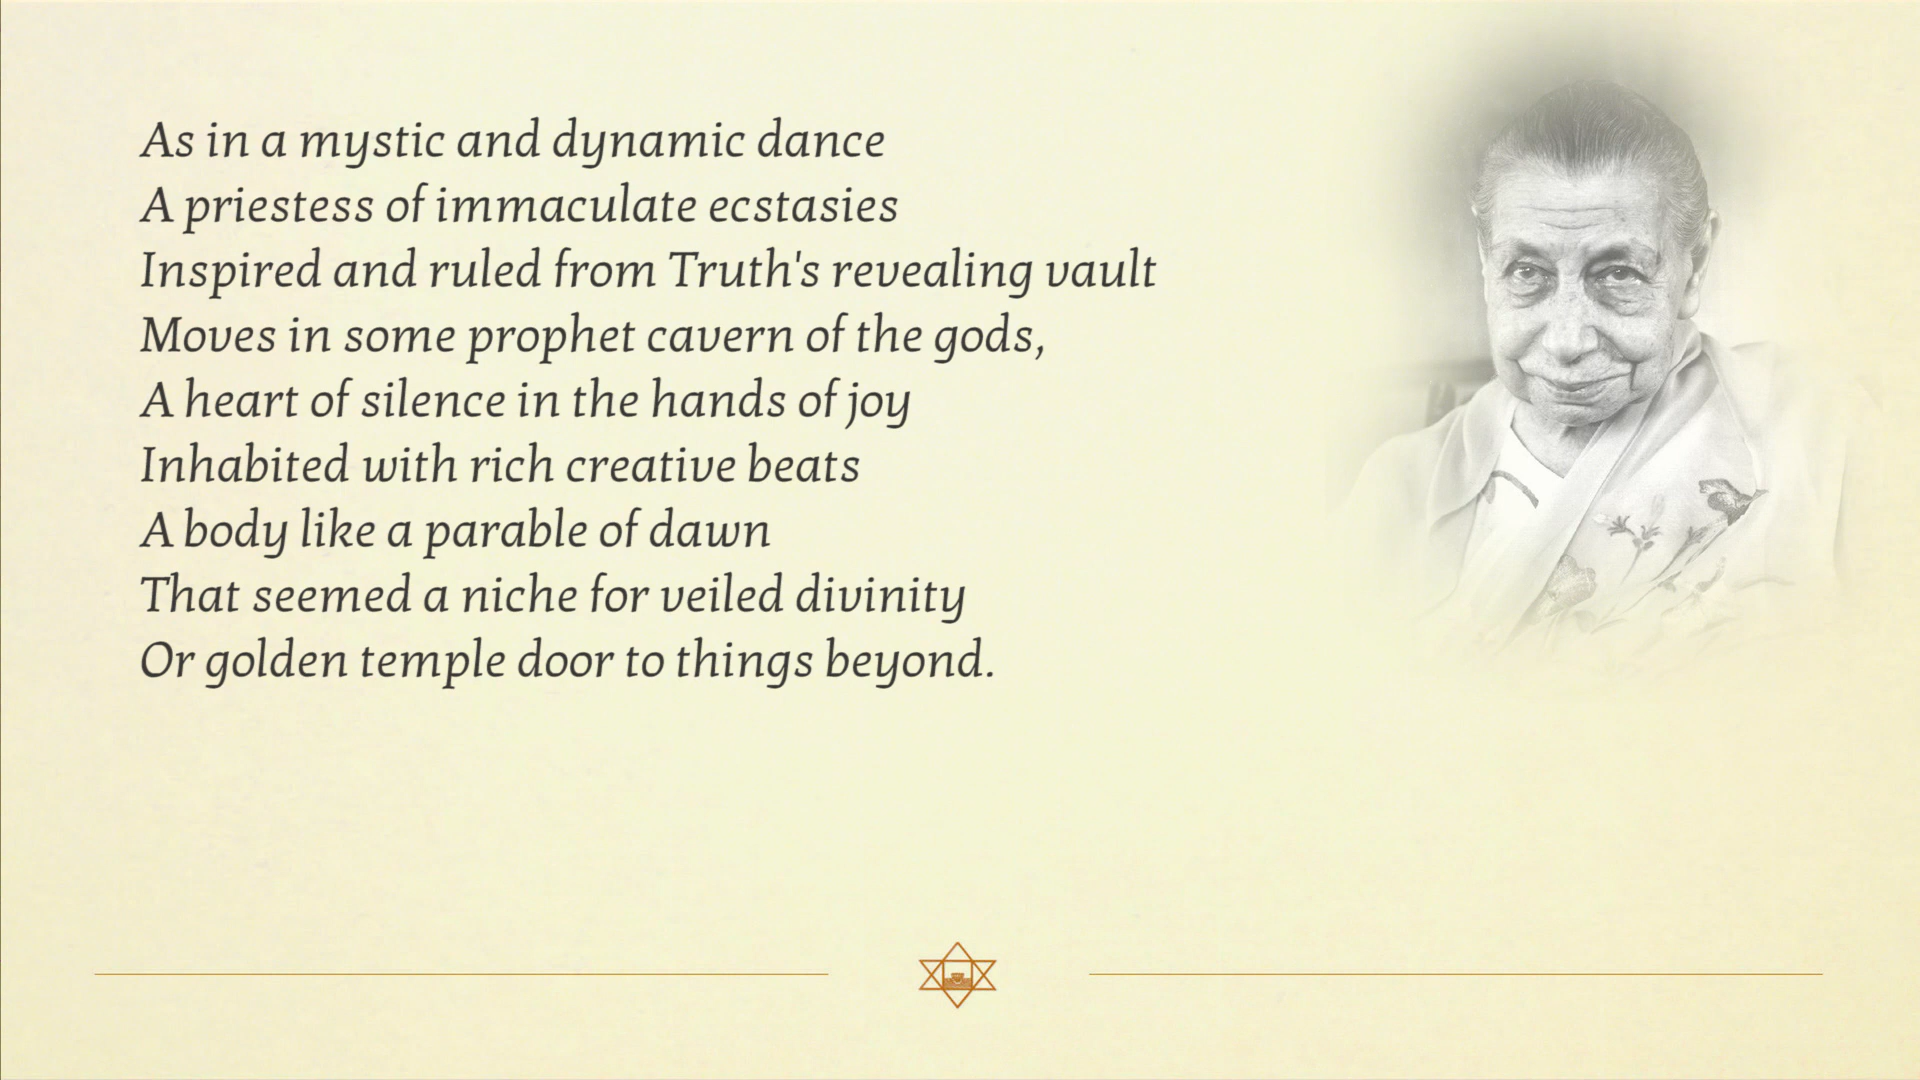 As in a mystic and dynamic dance
A priestess of immaculate ecstasies
Inspired and ruled from Truth's revealing vault
Moves in some prophet cavern of the gods,
A heart of silence in the hands of joy
Inhabited with rich creative beats
A body like a parable of dawn
That seemed a niche for veiled divinity
Or golden temple door to things beyond.